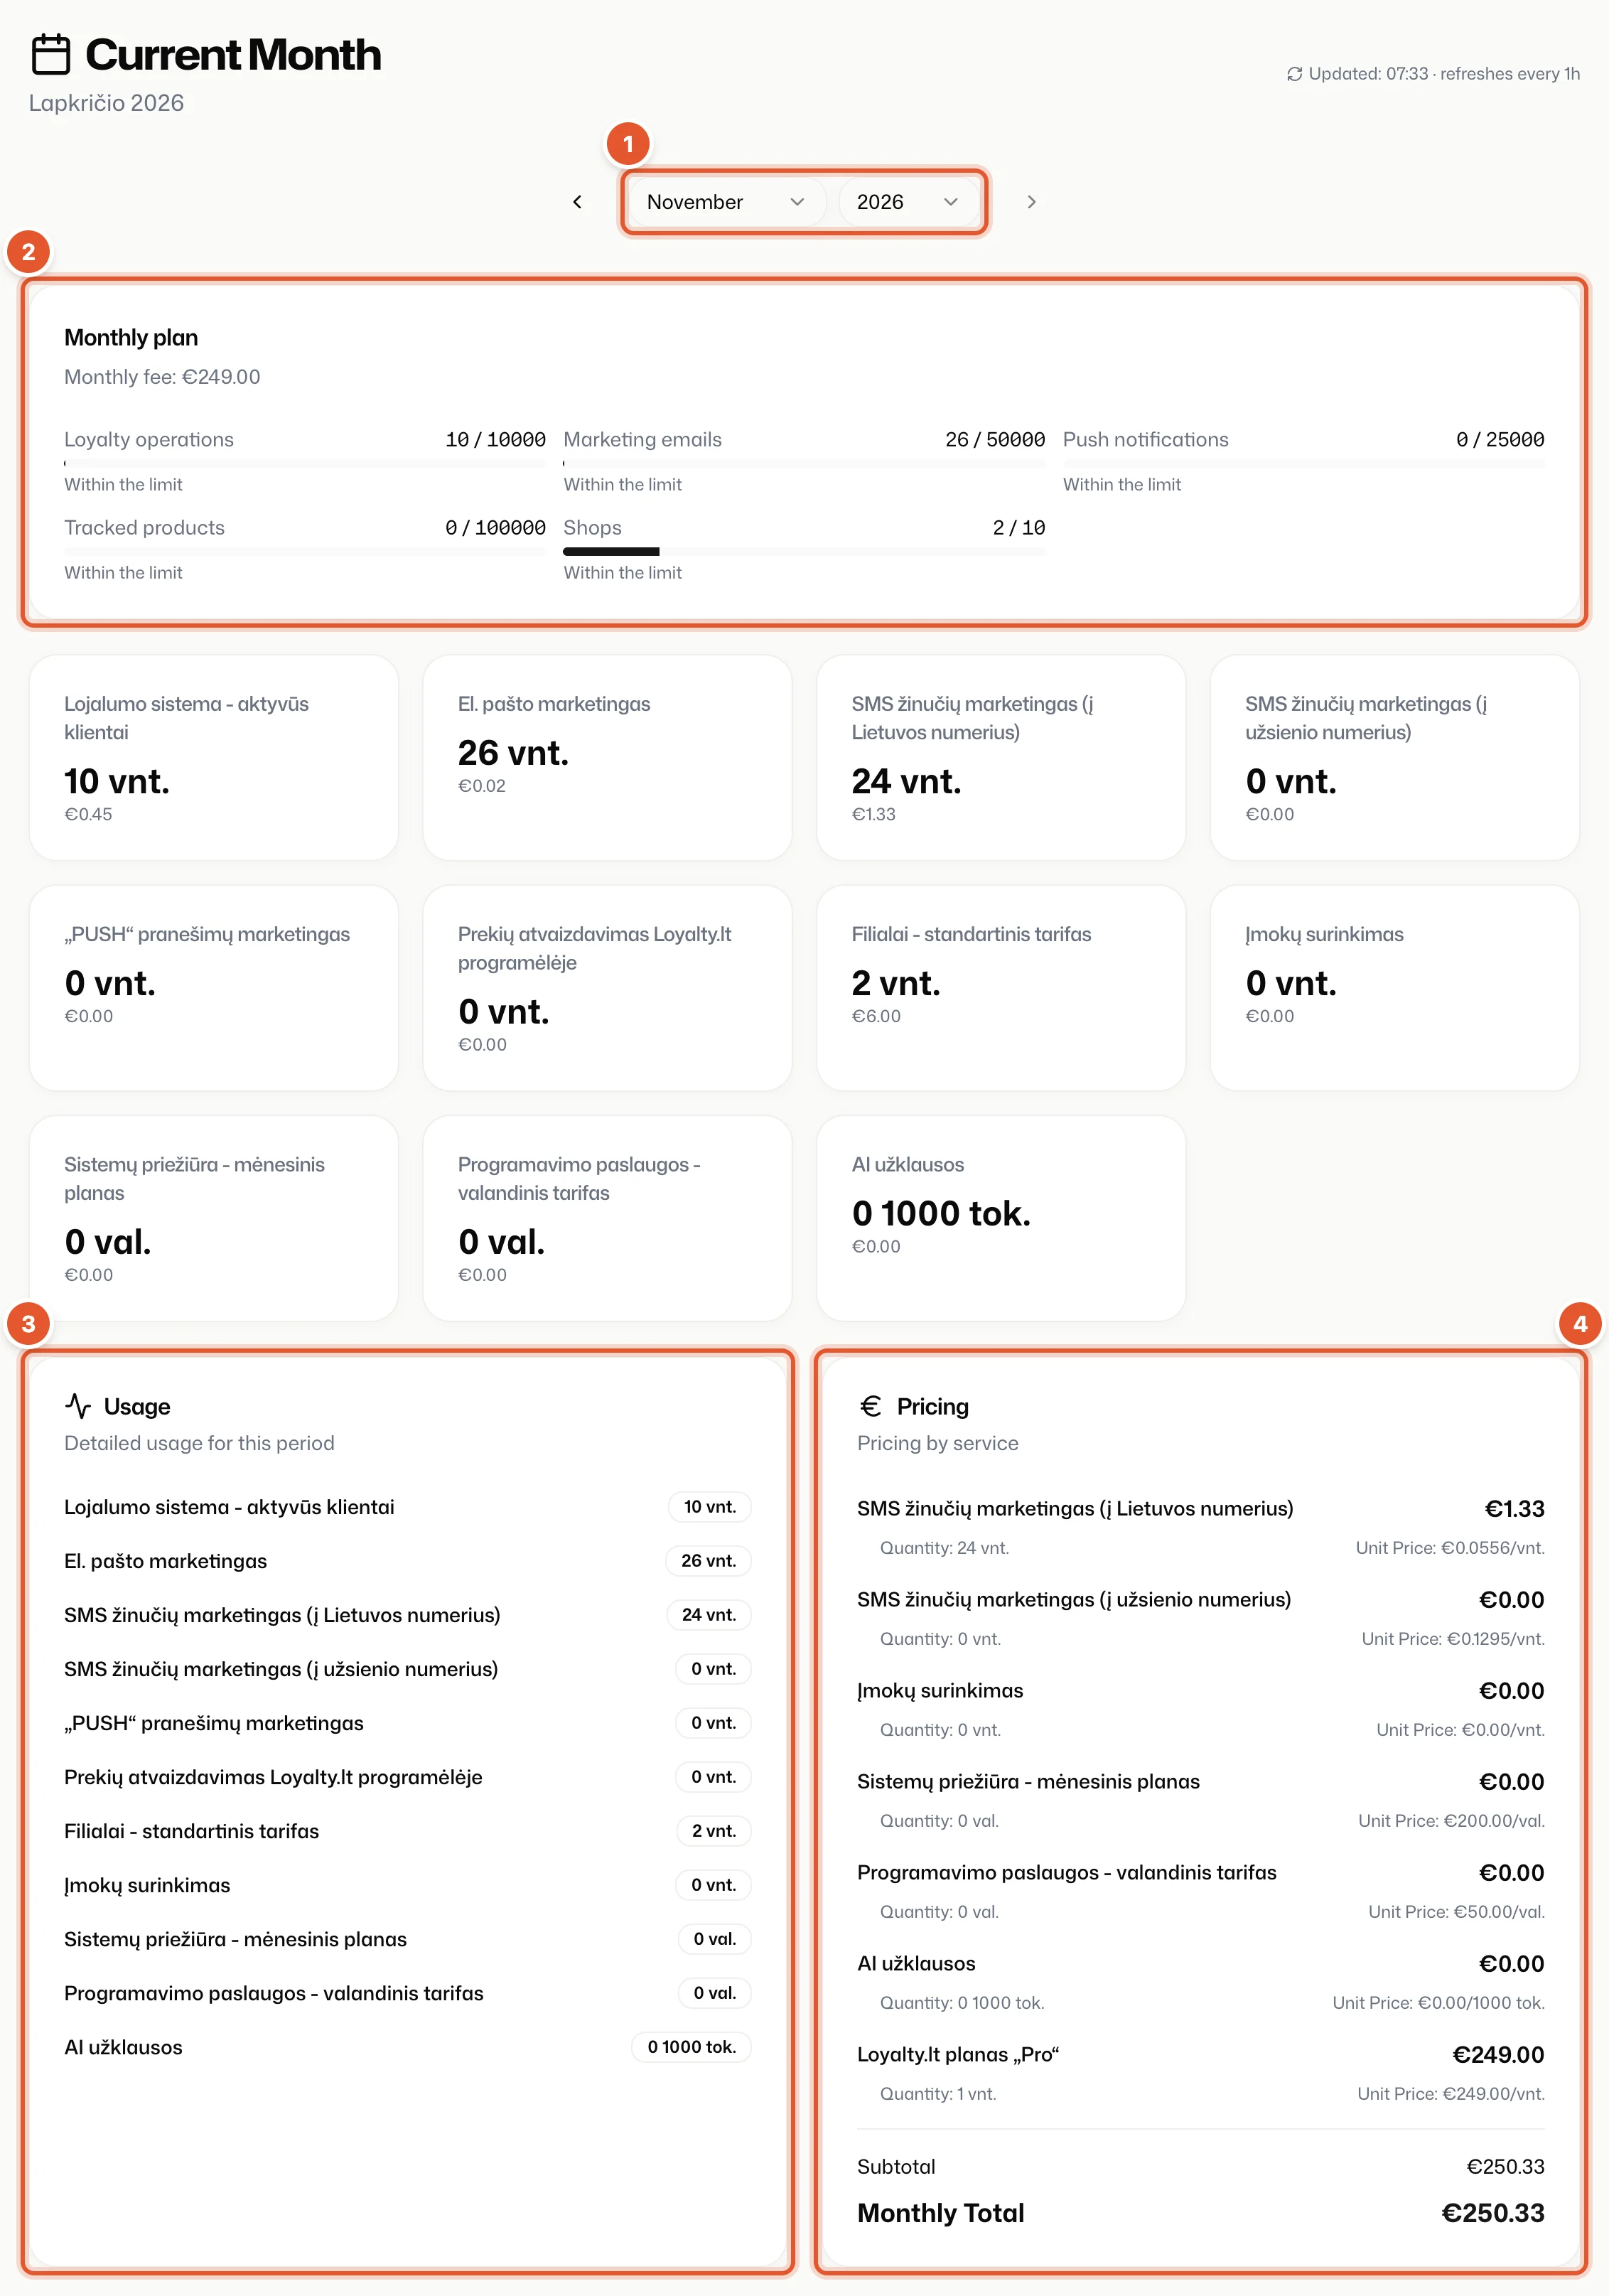 Current Month
Lapkričio 2026
Updated: 07:33 · refreshes every 1h
1
November
2026
2
Monthly plan
Monthly fee: €249.00
Loyalty operations 10 / 10000
Within the limit
Marketing emails 26 / 50000
Within the limit
Push notifications 0 / 25000
Within the limit
Tracked products 0 / 100000
Within the limit
Shops 2 / 10
Within the limit
Lojalumo sistema - aktyvūs
klientai
10 vnt.
€0.45
El. pašto marketingas
26 vnt.
€0.02
SMS žinučių marketingas (į
Lietuvos numerius)
24 vnt.
€1.33
SMS žinučių marketingas (į
užsienio numerius)
0 vnt.
€0.00
„PUSH“ pranešimų marketingas
0 vnt.
€0.00
Prekių atvaizdavimas Loyalty.lt
programėlėje
0 vnt.
€0.00
Filialai - standartinis tarifas
2 vnt.
€6.00
Įmokų surinkimas
0 vnt.
€0.00
Sistemų priežiūra - mėnesinis
planas
0 val.
€0.00
Programavimo paslaugos -
valandinis tarifas
0 val.
€0.00
AI užklausos
0 1000 tok.
€0.00
3
Usage
Detailed usage for this period
Lojalumo sistema - aktyvūs klientai 10 vnt.
El. pašto marketingas 26 vnt.
SMS žinučių marketingas (į Lietuvos numerius) 24 vnt.
SMS žinučių marketingas (į užsienio numerius) 0 vnt.
„PUSH“ pranešimų marketingas 0 vnt.
Prekių atvaizdavimas Loyalty.lt programėlėje 0 vnt.
Filialai - standartinis tarifas 2 vnt.
Įmokų surinkimas 0 vnt.
Sistemų priežiūra - mėnesinis planas 0 val.
Programavimo paslaugos - valandinis tarifas 0 val.
AI užklausos 0 1000 tok.
4
Pricing
Pricing by service
SMS žinučių marketingas (į Lietuvos numerius) €1.33
Quantity: 24 vnt. Unit Price: €0.0556/vnt.
SMS žinučių marketingas (į užsienio numerius) €0.00
Quantity: 0 vnt. Unit Price: €0.1295/vnt.
Įmokų surinkimas €0.00
Quantity: 0 vnt. Unit Price: €0.00/vnt.
Sistemų priežiūra - mėnesinis planas €0.00
Quantity: 0 val. Unit Price: €200.00/val.
Programavimo paslaugos - valandinis tarifas €0.00
Quantity: 0 val. Unit Price: €50.00/val.
AI užklausos €0.00
Quantity: 0 1000 tok. Unit Price: €0.00/1000 tok.
Loyalty.lt planas „Pro“ €249.00
Quantity: 1 vnt. Unit Price: €249.00/vnt.
Subtotal €250.33
Monthly Total €250.33